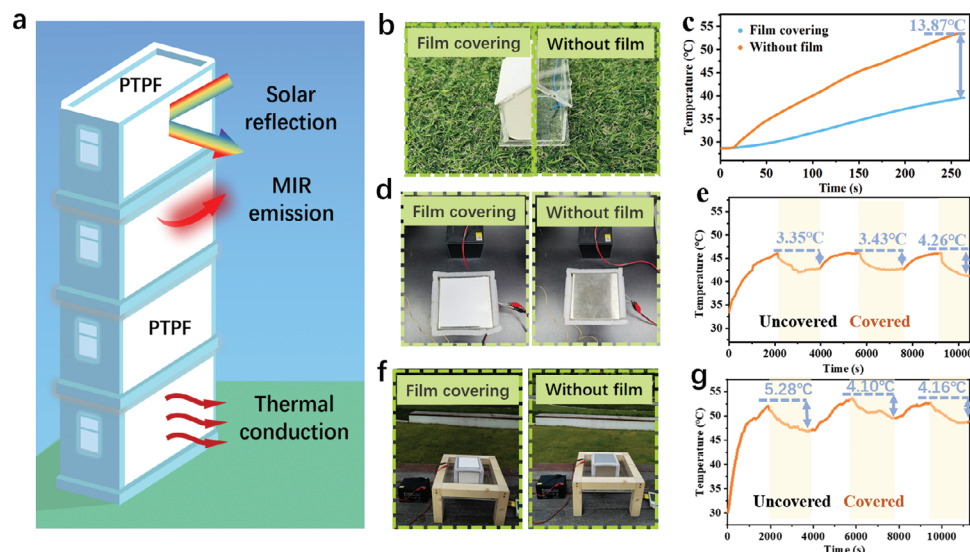 a
PTPF
Solar
reflection
MIR
emission
PTPF
Thermal
conduction
b
Film covering
Without film
c
Film covering
Without film
13.87℃
Temperature (℃)
55
50
45
40
35
30
0
50
100
150
200
250
Time (s)
d
Film covering
Without film
e
3.35℃
3.43℃
4.26℃
Temperature (℃)
55
50
45
40
35
30
Uncovered
Covered
0
2000
4000
6000
8000
10000
Time (s)
f
Film covering
Without film
g
5.28℃
4.10℃
4.16℃
Temperature (℃)
55
50
45
40
35
30
Uncovered
Covered
0
2000
4000
6000
8000
10000
Time (s)